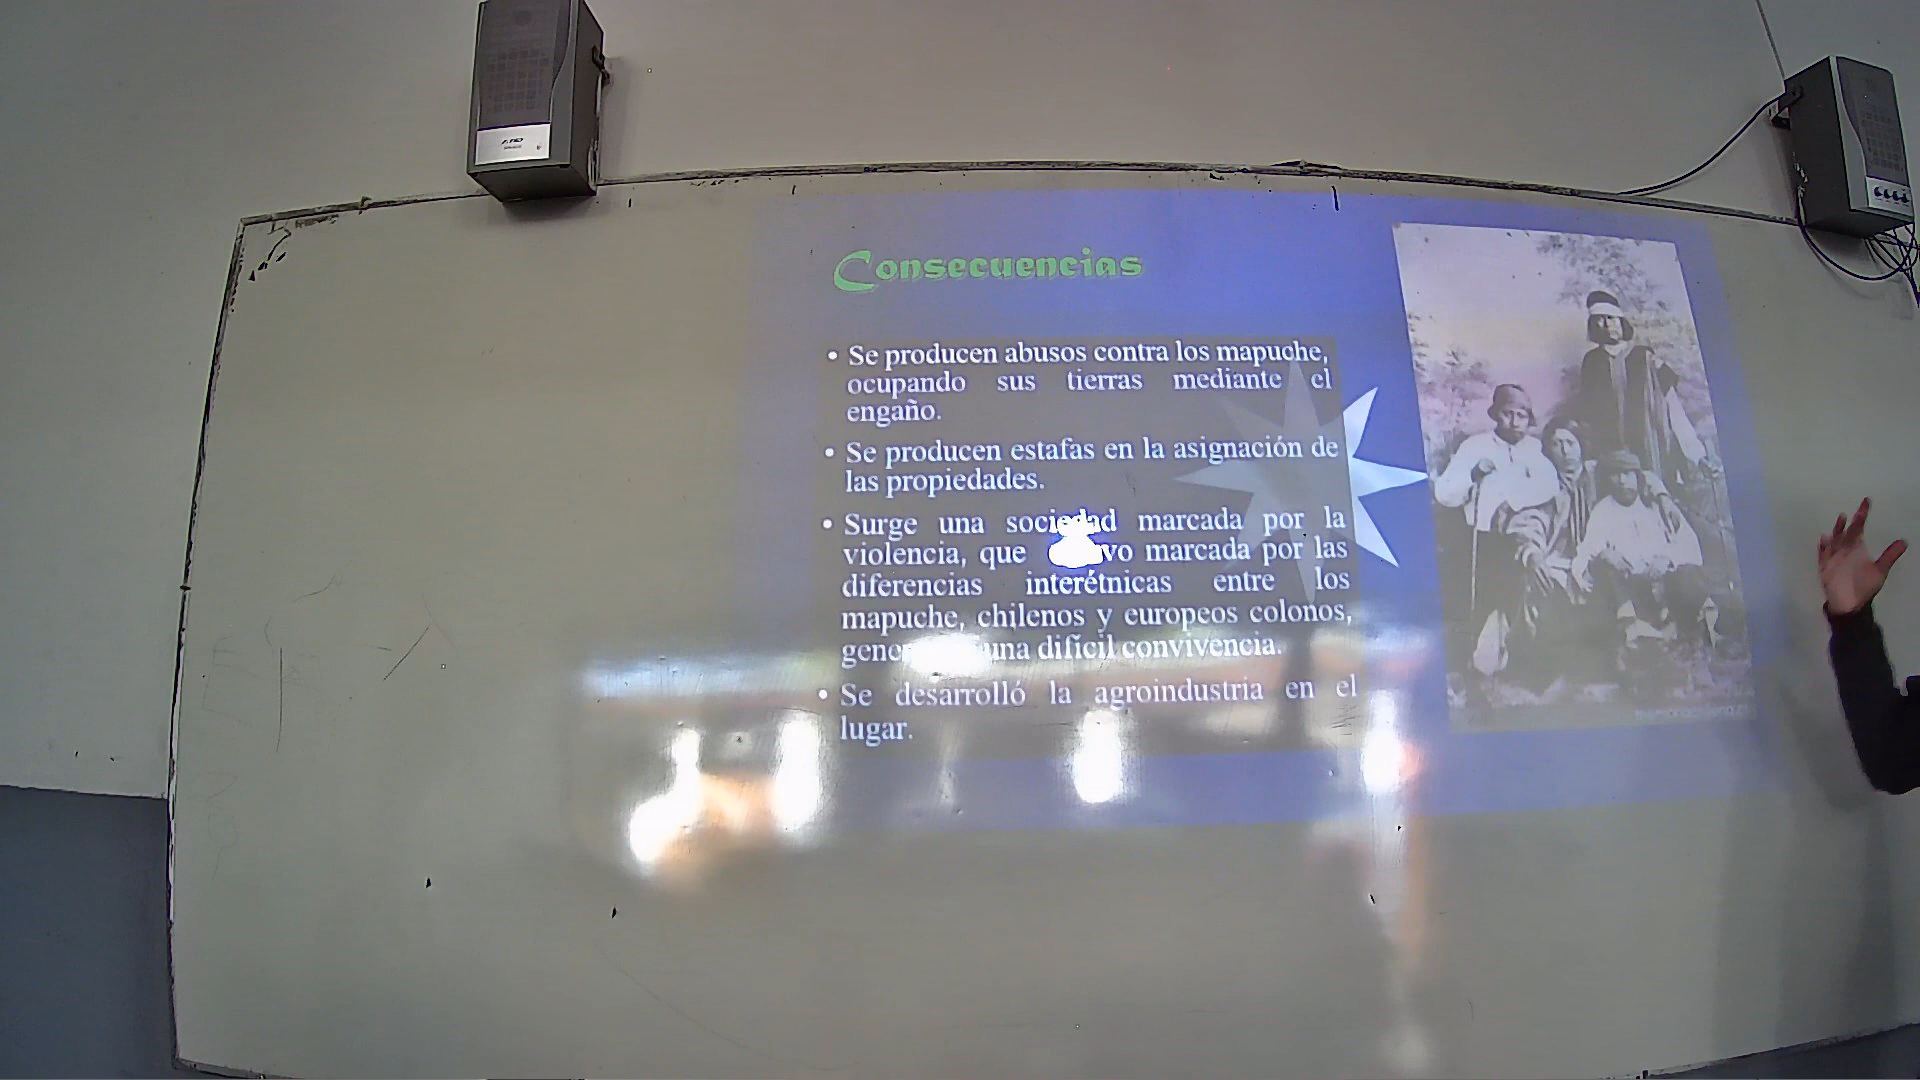 Consecuencias
• Se producen abusos contra los mapuche,
ocupando sus tierras mediante el
engaño.
• Se producen estafas en la asignación de
las propiedades.
• Surge una sociedad marcada por la
violencia, que marcada por las
diferencias interétnicas entre los
mapuche, chilenos y europeos colonos,
una difícil convivencia.
• Se desarrolló la agroindustria en el
lugar.